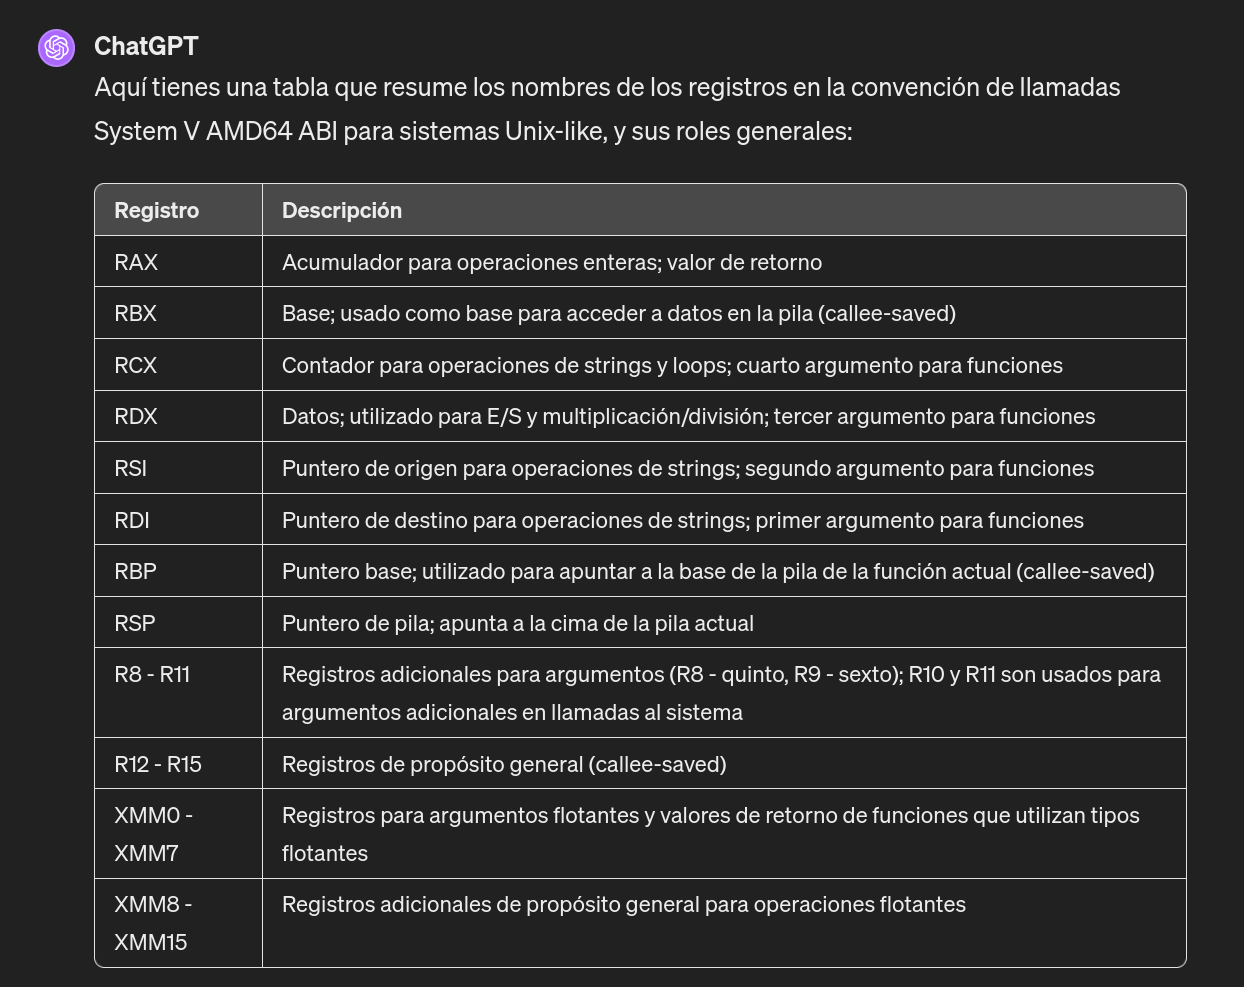 ChatGPT
Aquí tienes una tabla que resume los nombres de los registros en la convención de llamadas
System V AMD64 ABI para sistemas Unix-like, y sus roles generales:
Registro Descripción
RAX Acumulador para operaciones enteras; valor de retorno
RBX Base; usado como base para acceder a datos en la pila (callee-saved)
RCX Contador para operaciones de strings y loops; cuarto argumento para funciones
RDX Datos; utilizado para E/S y multiplicación/división; tercer argumento para funciones
RSI Puntero de origen para operaciones de strings; segundo argumento para funciones
RDI Puntero de destino para operaciones de strings; primer argumento para funciones
RBP Puntero base; utilizado para apuntar a la base de la pila de la función actual (callee-saved)
RSP Puntero de pila; apunta a la cima de la pila actual
R8 - R11 Registros adicionales para argumentos (R8 - quinto, R9 - sexto); R10 y R11 son usados para
argumentos adicionales en llamadas al sistema
R12 - R15 Registros de propósito general (callee-saved)
XMM0 - Registros para argumentos flotantes y valores de retorno de funciones que utilizan tipos
XMM7 flotantes
XMM8 - Registros adicionales de propósito general para operaciones flotantes
XMM15